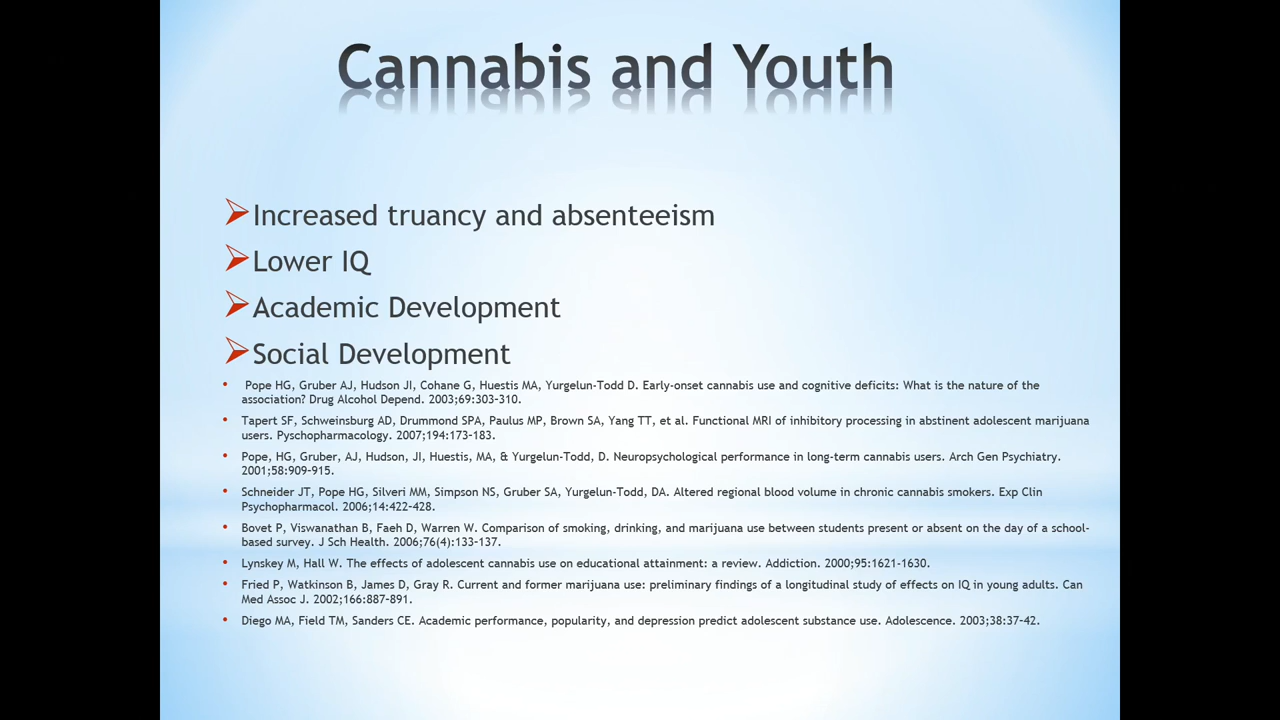 Cannabis and Youth
Increased truancy and absenteeism
Lower IQ
Academic Development
Social Development
Pope HG, Gruber AJ, Hudson JI, Cohane G, Huestis MA, Yurgelun-Todd D. Early-onset cannabis use and cognitive deficits: What is the nature of the
association? Drug Alcohol Depend. 2003;69:303-310.
Tapert SF, Schweinsburg AD, Drummond SPA, Paulus MP, Brown SA, Yang TT, et al. Functional MRI of inhibitory processing in abstinent adolescent marijuana
users. Pyschopharmacology. 2007;194:173-183.
Pope, HG, Gruber, AJ, Hudson, JI, Huestis, MA, & Yurgelun-Todd, D. Neuropsychological performance in long-term cannabis users. Arch Gen Psychiatry.
2001;58:909-915.
Schneider JT, Pope HG, Silveri MM, Simpson NS, Gruber SA, Yurgelun-Todd, DA. Altered regional blood volume in chronic cannabis smokers. Exp Clin
Psychopharmacol. 2006;14:422-428.
Bovet P, Viswanathan B, Faeh D, Warren W. Comparison of smoking, drinking, and marijuana use between students present or absent on the day of a school-
based survey. J Sch Health. 2006;76(4):133-137.
Lynskey M, Hall W. The effects of adolescent cannabis use on educational attainment: a review. Addiction. 2000;95:1621-1630.
Fried P, Watkinson B, James D, Gray R. Current and former marijuana use: preliminary findings of a longitudinal study of effects on IQ in young adults. Can
Med Assoc J. 2002;166:887-891.
Diego MA, Field TM, Sanders CE. Academic performance, popularity, and depression predict adolescent substance use. Adolescence. 2003;38:37-42.